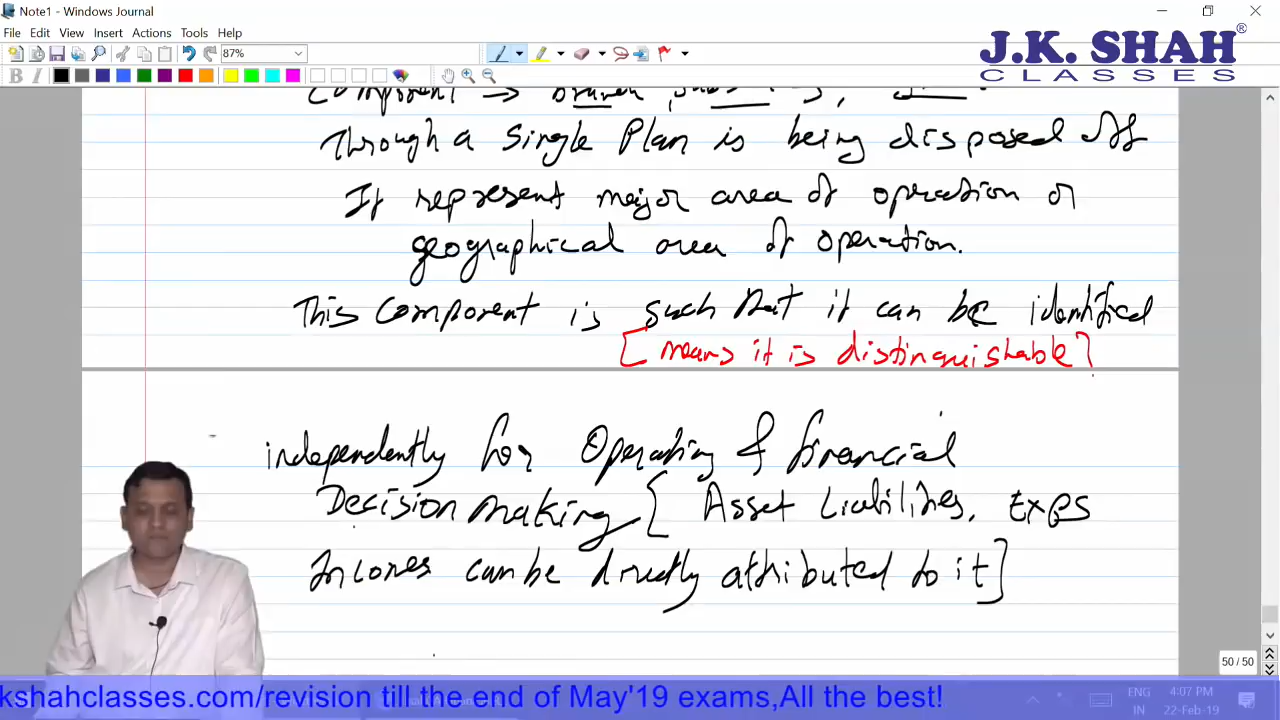 Note1 - Windows Journal
File Edit View Insert Actions Tools Help
87%
J.K. SHAH®
CLASSES
Component → branch,
Through a Single Plan is being disposed off
It represent major area of operation or
geographical area of operation.
This Component is such that it can be identified
[means it is distinguishable]
independently for Operating & financial
Decision making [Asset Liabilities, Exps
Incomes can be directly attributed to it]
50 / 50
kshahclasses.com/revision till the end of May'19 exams,All the best!
ENG
IN
4:07 PM
22-Feb-19